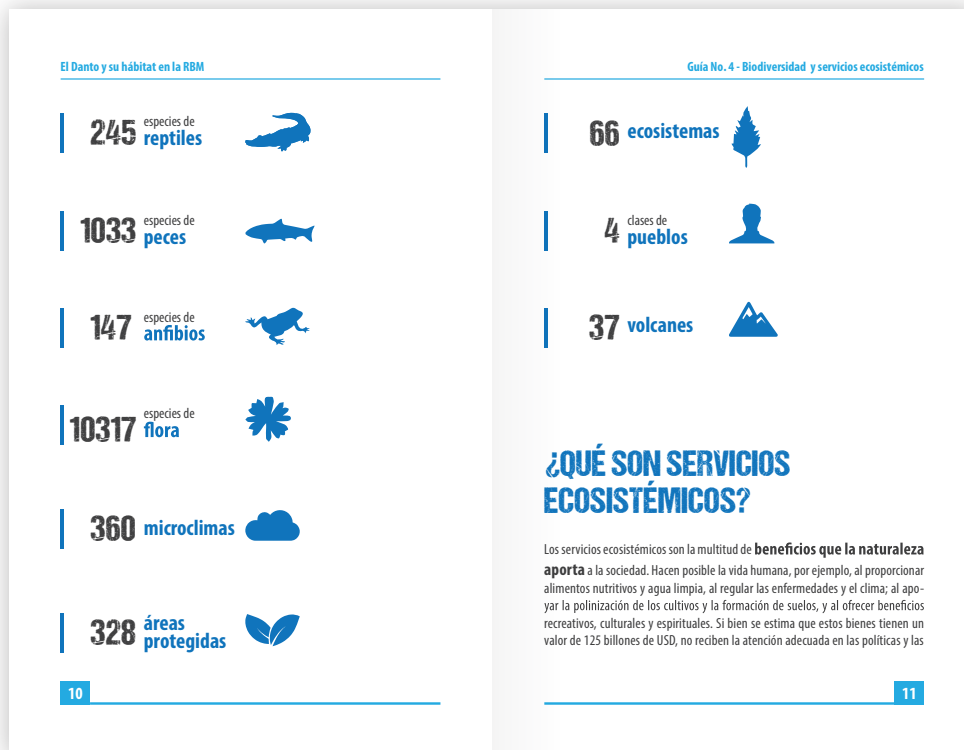 El Danto y su hábitat en la RBM
245 especies de
reptiles
1033 especies de
peces
147 especies de
anfibios
10317 especies de
flora
360 microclimas
328 áreas
protegidas
10
Guía No. 4 - Biodiversidad y servicios ecosistémicos
66 ecosistemas
4 clases de
pueblos
37 volcanes
¿QUÉ SON SERVICIOS
ECOSISTÉMICOS?
Los servicios ecosistémicos son la multitud de beneficios que la naturaleza
aporta a la sociedad. Hacen posible la vida humana, por ejemplo, al proporcionar
alimentos nutritivos y agua limpia, al regular las enfermedades y el clima; al apo-
yar la polinización de los cultivos y la formación de suelos, y al ofrecer beneficios
recreativos, culturales y espirituales. Si bien se estima que estos bienes tienen un
valor de 125 billones de USD, no reciben la atención adecuada en las políticas y las
11